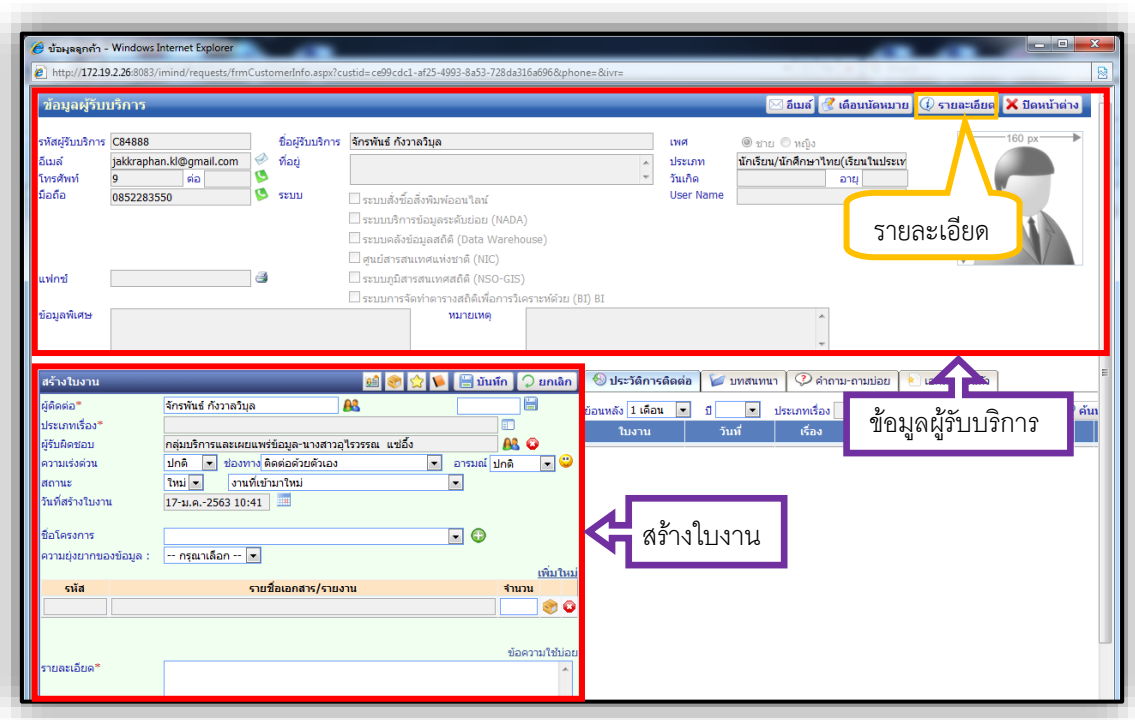 ข้อมูลลูกค้า - Windows Internet Explorer
http://172.19.2.26:8083/imind/requests/frmCustomerInfo.aspx?custid=ce99cdc1-af25-4993-8a53-728da316a696&phone=&ivr=
ข้อมูลผู้รับบริการ อีเมล์ เตือนนัดหมาย รายละเอียด ปิดหน้าต่าง
รหัสผู้รับบริการ C84888 ชื่อผู้รับบริการ จักรพันธ์ กังวาลวิบุล เพศ ชาย หญิง 160 px
อีเมล์ jakkraphan.kl@gmail.com ที่อยู่ ประเภท นักเรียน/นักศึกษาไทย(เรียนในประเท
โทรศัพท์ 9 ต่อ วันเกิด อายุ
มือถือ 0852283550 ระบบ User Name
ระบบสั่งซื้อสิ่งพิมพ์ออนไลน์
ระบบบริการข้อมูลระดับย่อย (NADA)
รายละเอียด
ระบบคลังข้อมูลสถิติ (Data Warehouse)
ศูนย์สารสนเทศแห่งชาติ (NIC)
แฟกซ์ ระบบภูมิสารสนเทศสถิติ (NSO-GIS)
ระบบการจัดทำตารางสถิติเพื่อการวิเคราะห์ด้วย (BI) BI
ข้อมูลพิเศษ หมายเหตุ
สร้างใบงาน บันทึก ยกเลิก ประวัติการติดต่อ บทสนทนา คำถาม-ถามบ่อย
ผู้ติดต่อ* จักรพันธ์ กังวาลวิบุล ย้อนหลัง 1 เดือน ปี ประเภทเรื่อง
ข้อมูลผู้รับบริการ
ประเภทเรื่อง* ใบงาน วันที่ เรื่อง
ผู้รับผิดชอบ กลุ่มบริการและเผยแพร่ข้อมูล-นางสาวอุไรวรรณ แซ่อึ้ง
ความเร่งด่วน ปกติ ช่องทาง ติดต่อด้วยตัวเอง อารมณ์ ปกติ
สถานะ ใหม่ งานที่เข้ามาใหม่
วันที่สร้างใบงาน 17-ม.ค.-2563 10:41
สร้างใบงาน
ชื่อโครงการ
ความยุ่งยากของข้อมูล : -- กรุณาเลือก --
เพิ่มใหม่
รหัส รายชื่อเอกสาร/รายงาน จำนวน
ข้อความใช้บ่อย
รายละเอียด*